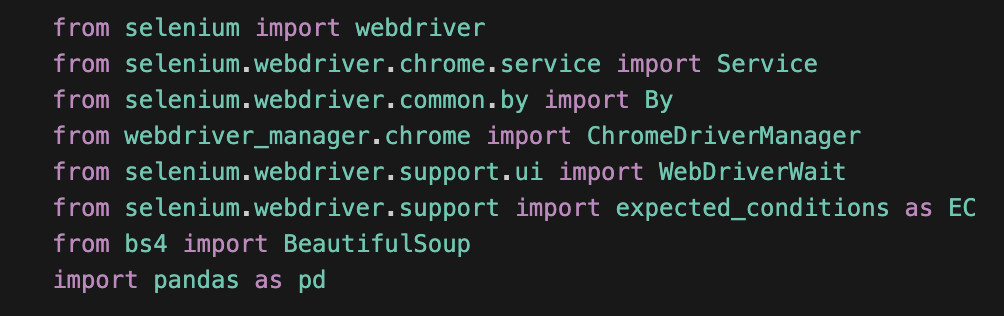 from selenium import webdriver
from selenium.webdriver.chrome.service import Service
from selenium.webdriver.common.by import By
from webdriver_manager.chrome import ChromeDriverManager
from selenium.webdriver.support.ui import WebDriverWait
from selenium.webdriver.support import expected_conditions as EC
from bs4 import BeautifulSoup
import pandas as pd